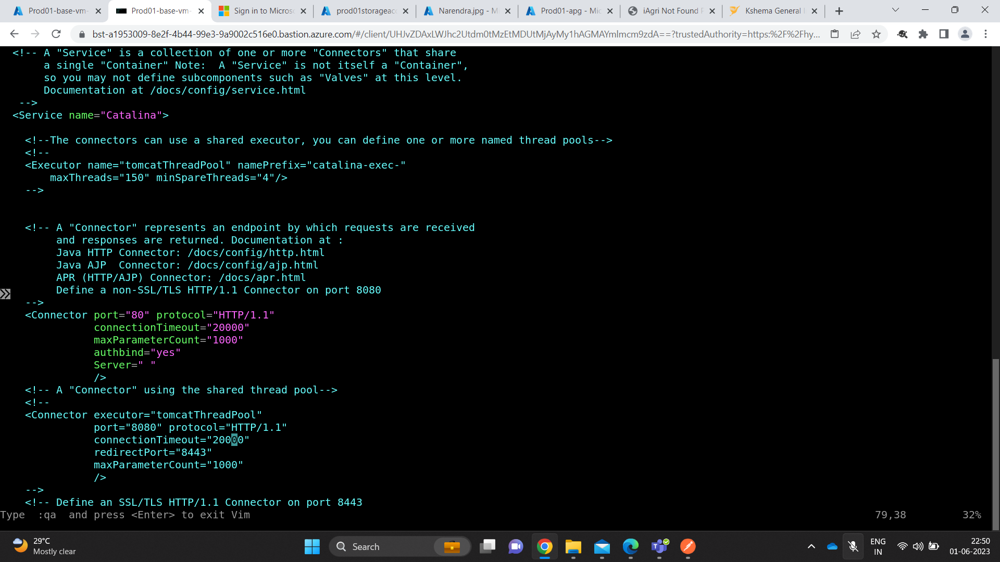 Prod01-base-vm-
Prod01-base-vm-
Sign in to Micros
prod01storageac
Narendra.jpg - M
Prod01-apg - Mic
iAgri Not Found P
Kshema General I
bst-a1953009-8e2f-4b44-99e3-9a9002c516e0.bastion.azure.com/#/client/UHJvZDAxLWJhc2Utdm0tMzEtMDUtMjAyMy1hAGMAYmlmcm9zdA==?trustedAuthority=https:%2F%2Fhy...
<!-- A "Service" is a collection of one or more "Connectors" that share
a single "Container" Note:  A "Service" is not itself a "Container",
so you may not define subcomponents such as "Valves" at this level.
Documentation at /docs/config/service.html
-->
<Service name="Catalina">
<!--The connectors can use a shared executor, you can define one or more named thread pools-->
<!--
<Executor name="tomcatThreadPool" namePrefix="catalina-exec-"
maxThreads="150" minSpareThreads="4"/>
-->
<!-- A "Connector" represents an endpoint by which requests are received
and responses are returned. Documentation at :
Java HTTP Connector: /docs/config/http.html
Java AJP  Connector: /docs/config/ajp.html
APR (HTTP/AJP) Connector: /docs/apr.html
Define a non-SSL/TLS HTTP/1.1 Connector on port 8080
-->
<Connector port="80" protocol="HTTP/1.1"
connectionTimeout="20000"
maxParameterCount="1000"
authbind="yes"
Server=" "
/>
<!-- A "Connector" using the shared thread pool-->
<!--
<Connector executor="tomcatThreadPool"
port="8080" protocol="HTTP/1.1"
connectionTimeout="20000"
redirectPort="8443"
maxParameterCount="1000"
/>
-->
<!-- Define an SSL/TLS HTTP/1.1 Connector on port 8443
Type  :qa  and press <Enter> to exit Vim 79,38 32%
29°C
Mostly clear
Search
ENG
IN
22:50
01-06-2023